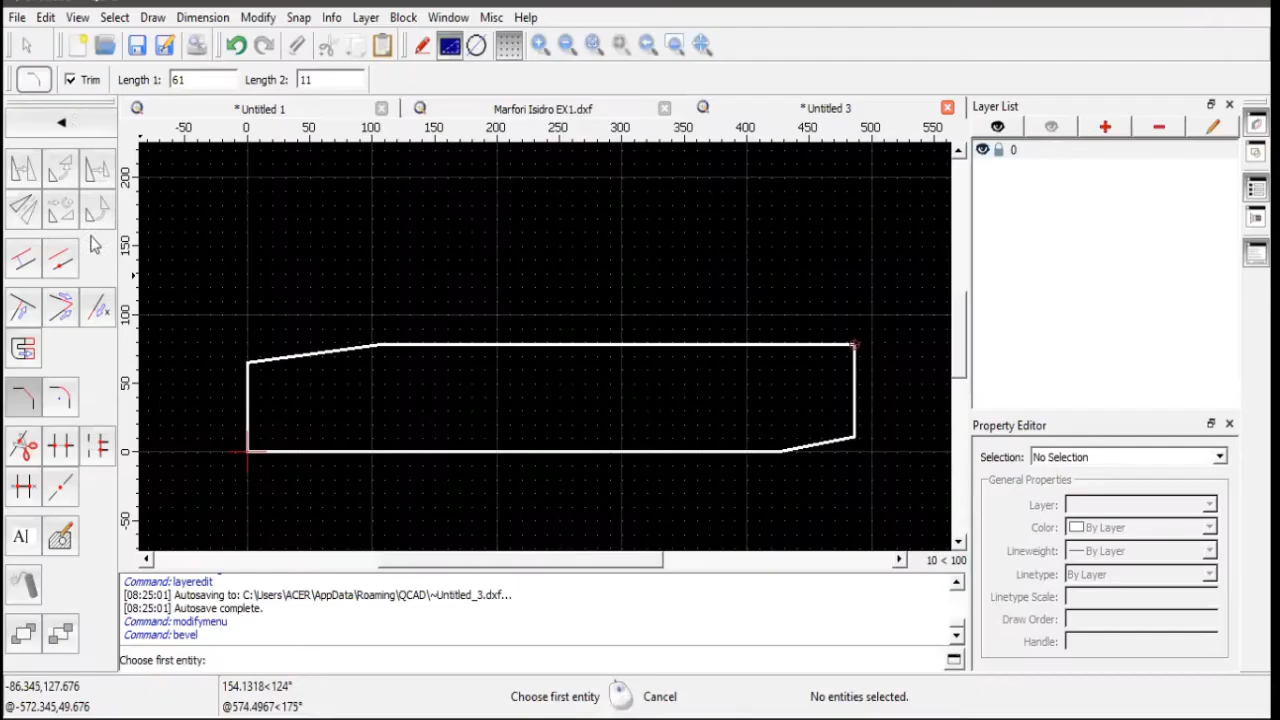 File Edit View Select Draw Dimension Modify Snap Info Layer Block Window Misc Help
Trim Length 1: 61 Length 2: 11
* Untitled 1 Marfori Isidro EX1.dxf * Untitled 3
-50 0 50 100 150 200 250 300 350 400 450 500 550
200
150
100
50
0
-50
10 < 100
Layer List
0
Property Editor
Selection: No Selection
General Properties
Layer:
Color: By Layer
Lineweight: By Layer
Linetype: By Layer
Linetype Scale:
Draw Order:
Handle:
Command: layeredit
[08:25:01] Autosaving to: C:\Users\ACER\AppData\Roaming\QCAD\~Untitled_3.dxf...
[08:25:01] Autosave complete.
Command: modifymenu
Command: bevel
Choose first entity:
-86.345,127.676 154.1318<124°
@-572.345,49.676 @574.4967<175°
Choose first entity Cancel No entities selected.